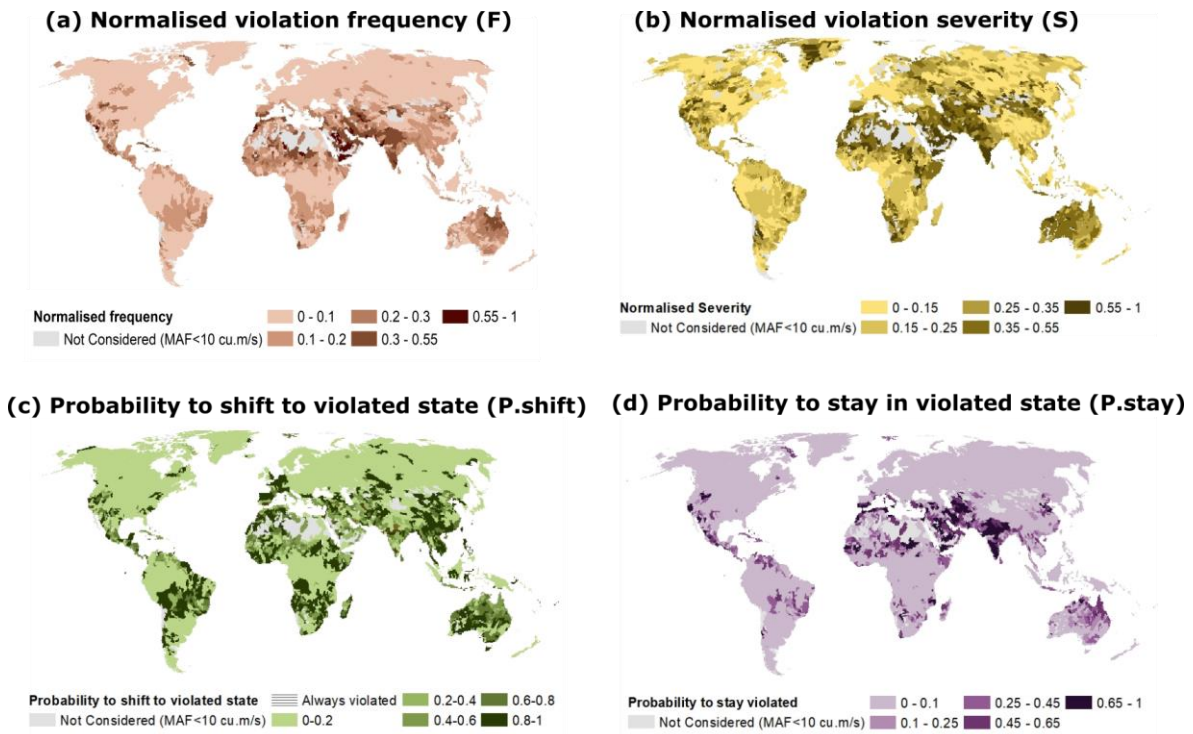 (a) Normalised violation frequency (F)
(b) Normalised violation severity (S)
Normalised frequency
0 - 0.1
0.2 - 0.3
0.55 - 1
Not Considered (MAF<10 cu.m/s)
0.1 - 0.2
0.3 - 0.55
Normalised Severity
0 - 0.15
0.25 - 0.35
0.55 - 1
Not Considered (MAF<10 cu.m/s)
0.15 - 0.25
0.35 - 0.55
(c) Probability to shift to violated state (P.shift)
(d) Probability to stay in violated state (P.stay)
Probability to shift to violated state
Always violated
0.2-0.4
0.6-0.8
Not Considered (MAF<10 cu.m/s)
0-0.2
0.4-0.6
0.8-1
Probability to stay violated
0 - 0.1
0.25 - 0.45
0.65 - 1
Not Considered (MAF<10 cu.m/s)
0.1 - 0.25
0.45 - 0.65